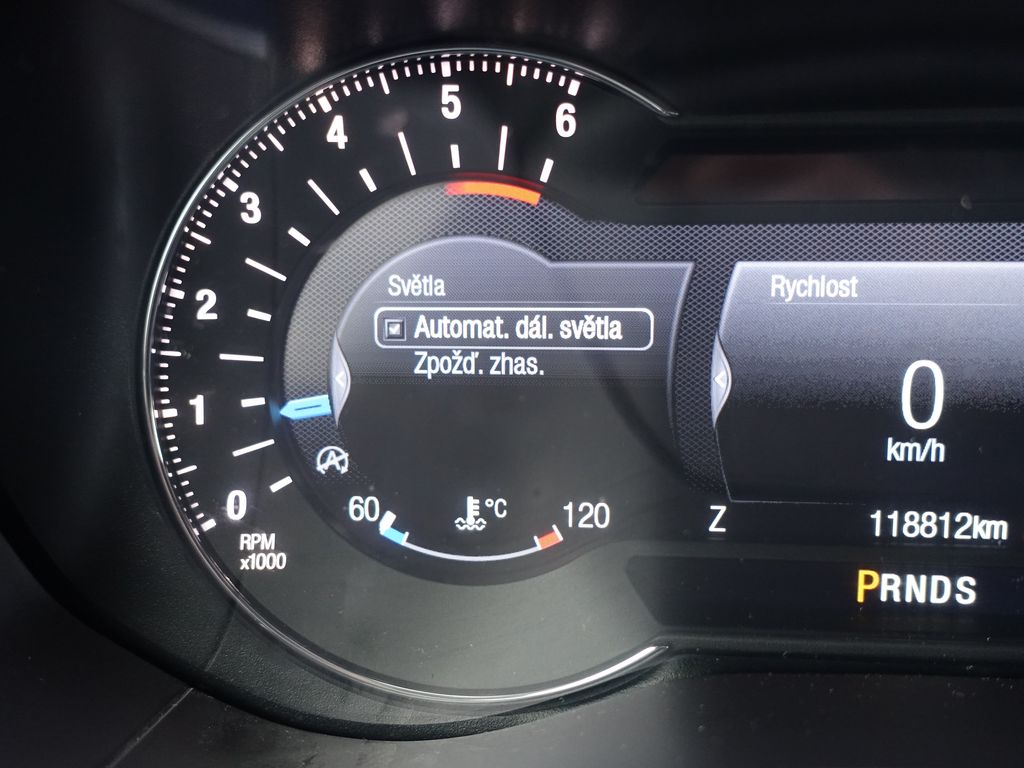 6
5
4
3
2
1
0
RPM
x1000
Světla
Automat. dál. světla
Zpožď. zhas.
A
60
°C
120
Rychlost
0
km/h
Z
118812km
PRNDS